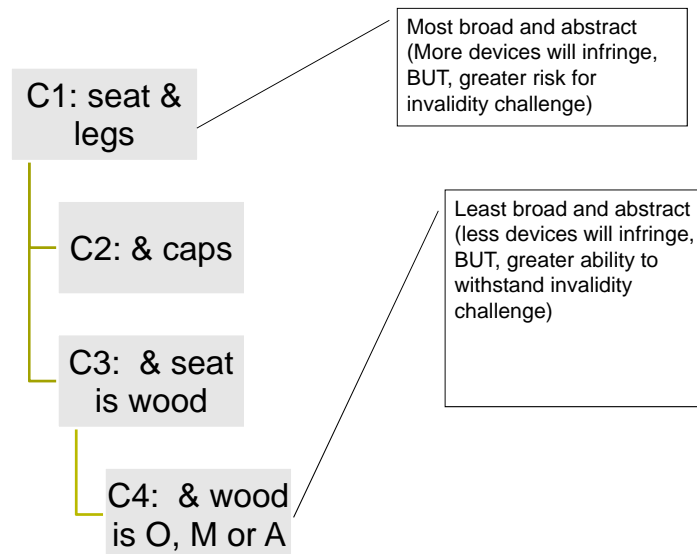 C1: seat &
legs
Most broad and abstract
(More devices will infringe,
BUT, greater risk for
invalidity challenge)
C2: & caps
Least broad and abstract
(less devices will infringe,
BUT, greater ability to
withstand invalidity
challenge)
C3:  & seat
is wood
C4:  & wood
is O, M or A